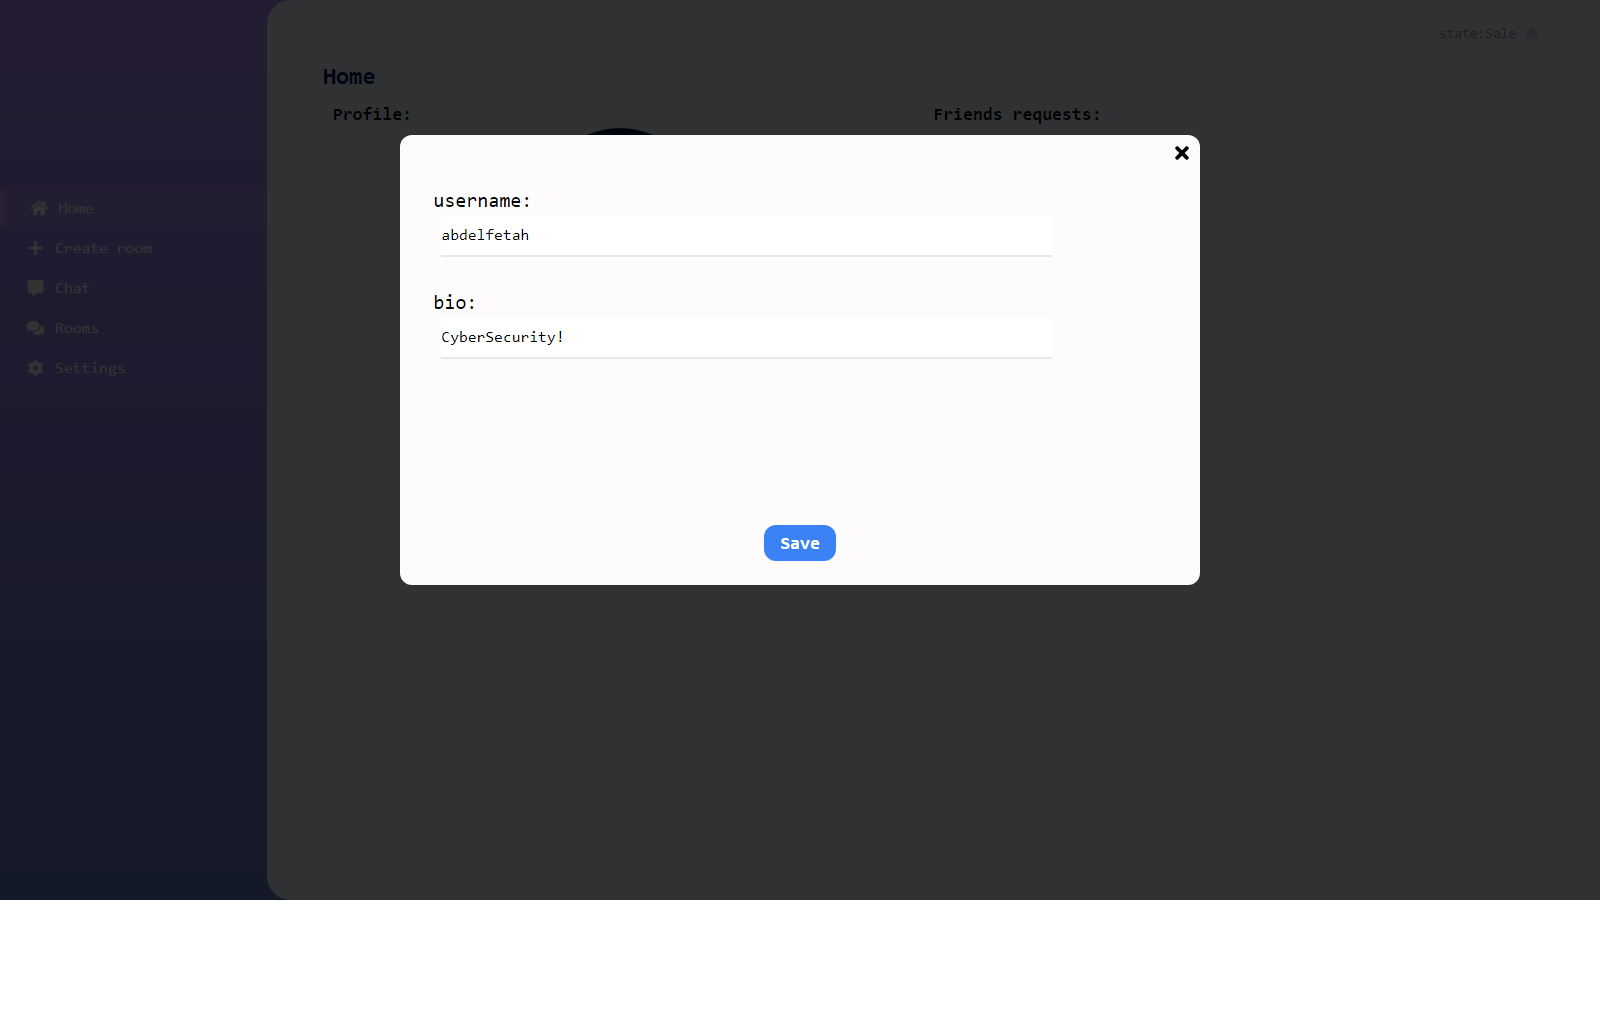 state:Sale
Home
Profile:
Friends requests:
username:
abdelfetah
bio:
CyberSecurity!
Save
Home
Create room
Chat
Rooms
Settings